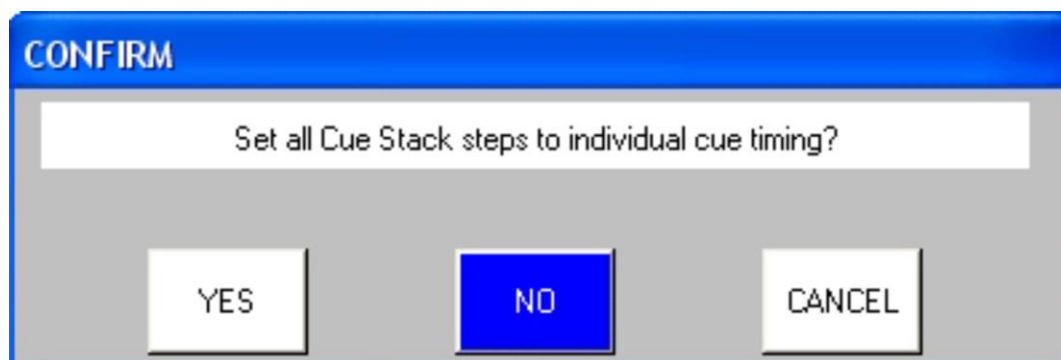 CONFIRM
Set all Cue Stack steps to individual cue timing?
YES NO CANCEL